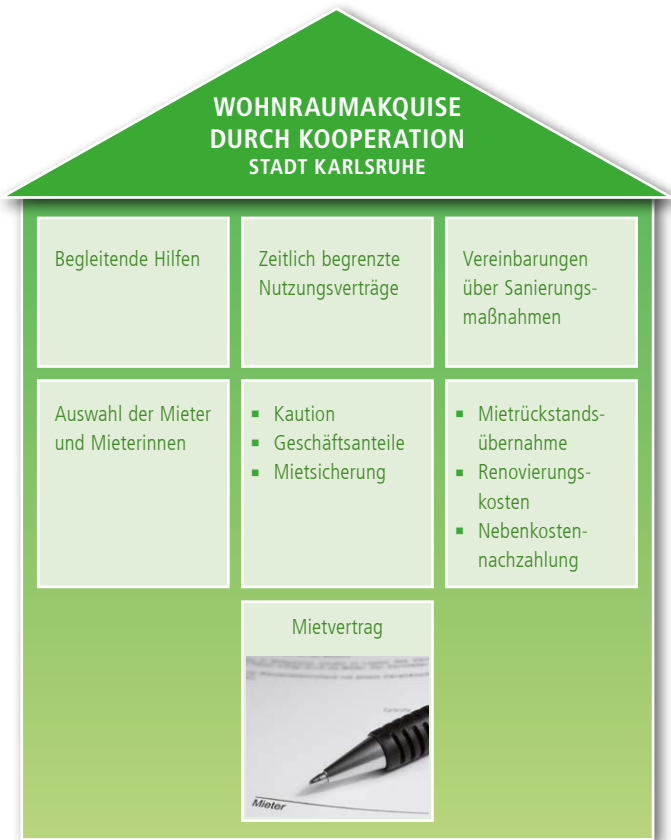 WOHNRAUMAKQUISE
DURCH KOOPERATION
STADT KARLSRUHE
Begleitende Hilfen
Zeitlich begrenzte
Nutzungsverträge
Vereinbarungen
über Sanierungs-
maßnahmen
Auswahl der Mieter
und Mieterinnen
▪ Kaution
▪ Geschäftsanteile
▪ Mietsicherung
▪ Mietrückstands-
übernahme
▪ Renovierungs-
kosten
▪ Nebenkosten-
nachzahlung
Mietvertrag
Karlsruhe
Mieter